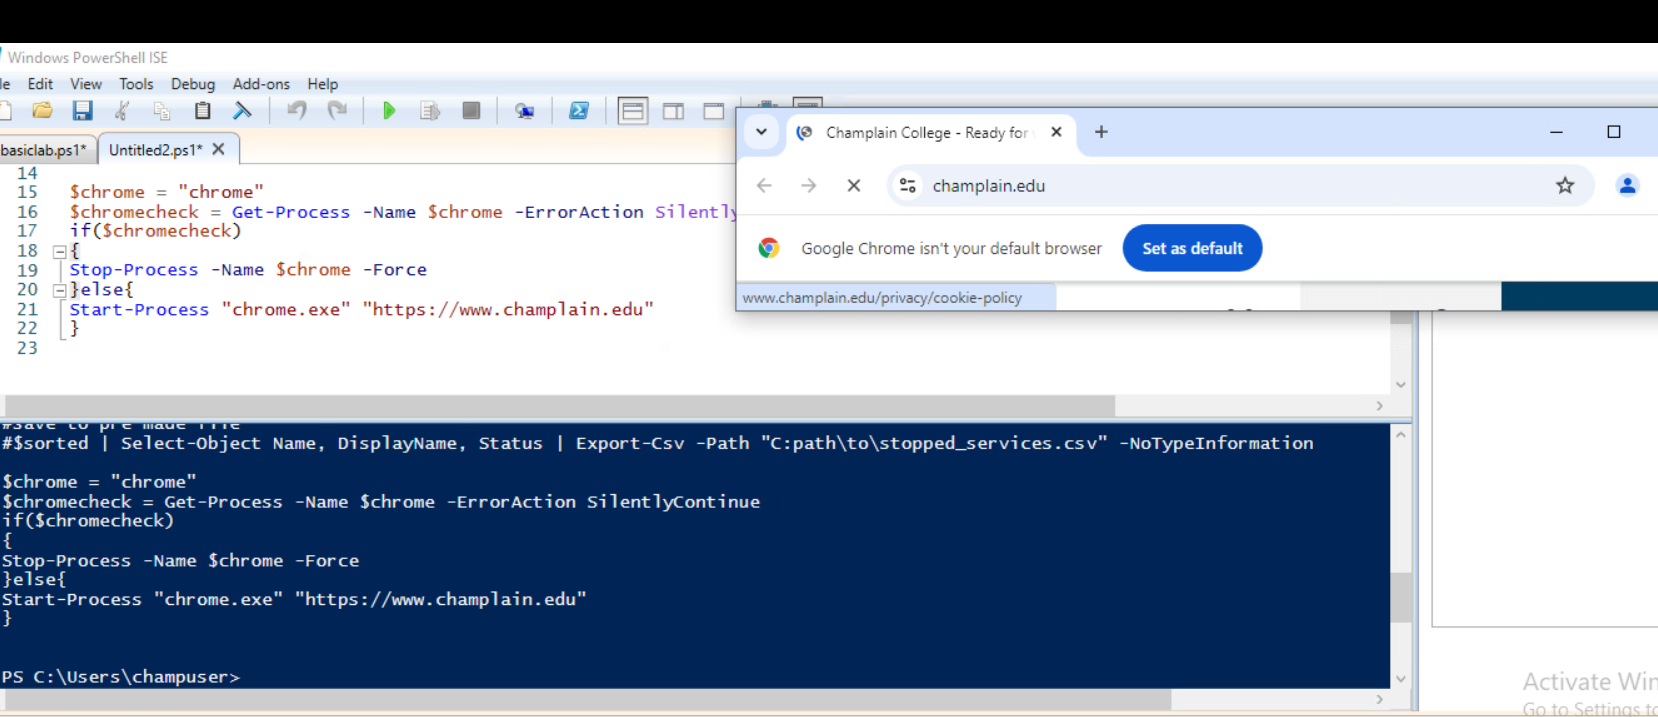 Windows PowerShell ISE
le Edit View Tools Debug Add-ons Help
basiclab.ps1* Untitled2.ps1* X
14
15 $chrome = "chrome"
16 $chromecheck = Get-Process -Name $chrome -ErrorAction Silently
17 if($chromecheck)
18 {
19 Stop-Process -Name $chrome -Force
20 }else{
21 Start-Process "chrome.exe" "https://www.champlain.edu"
22 }
23
Champlain College - Ready for
champlain.edu
Google Chrome isn't your default browser Set as default
www.champlain.edu/privacy/cookie-policy
#save to pre made file
#$sorted | Select-Object Name, DisplayName, Status | Export-Csv -Path "C:path\to\stopped_services.csv" -NoTypeInformation
$chrome = "chrome"
$chromecheck = Get-Process -Name $chrome -ErrorAction SilentlyContinue
if($chromecheck)
{
Stop-Process -Name $chrome -Force
}else{
Start-Process "chrome.exe" "https://www.champlain.edu"
}
PS C:\Users\champuser>
Activate Win
Go to Settings to